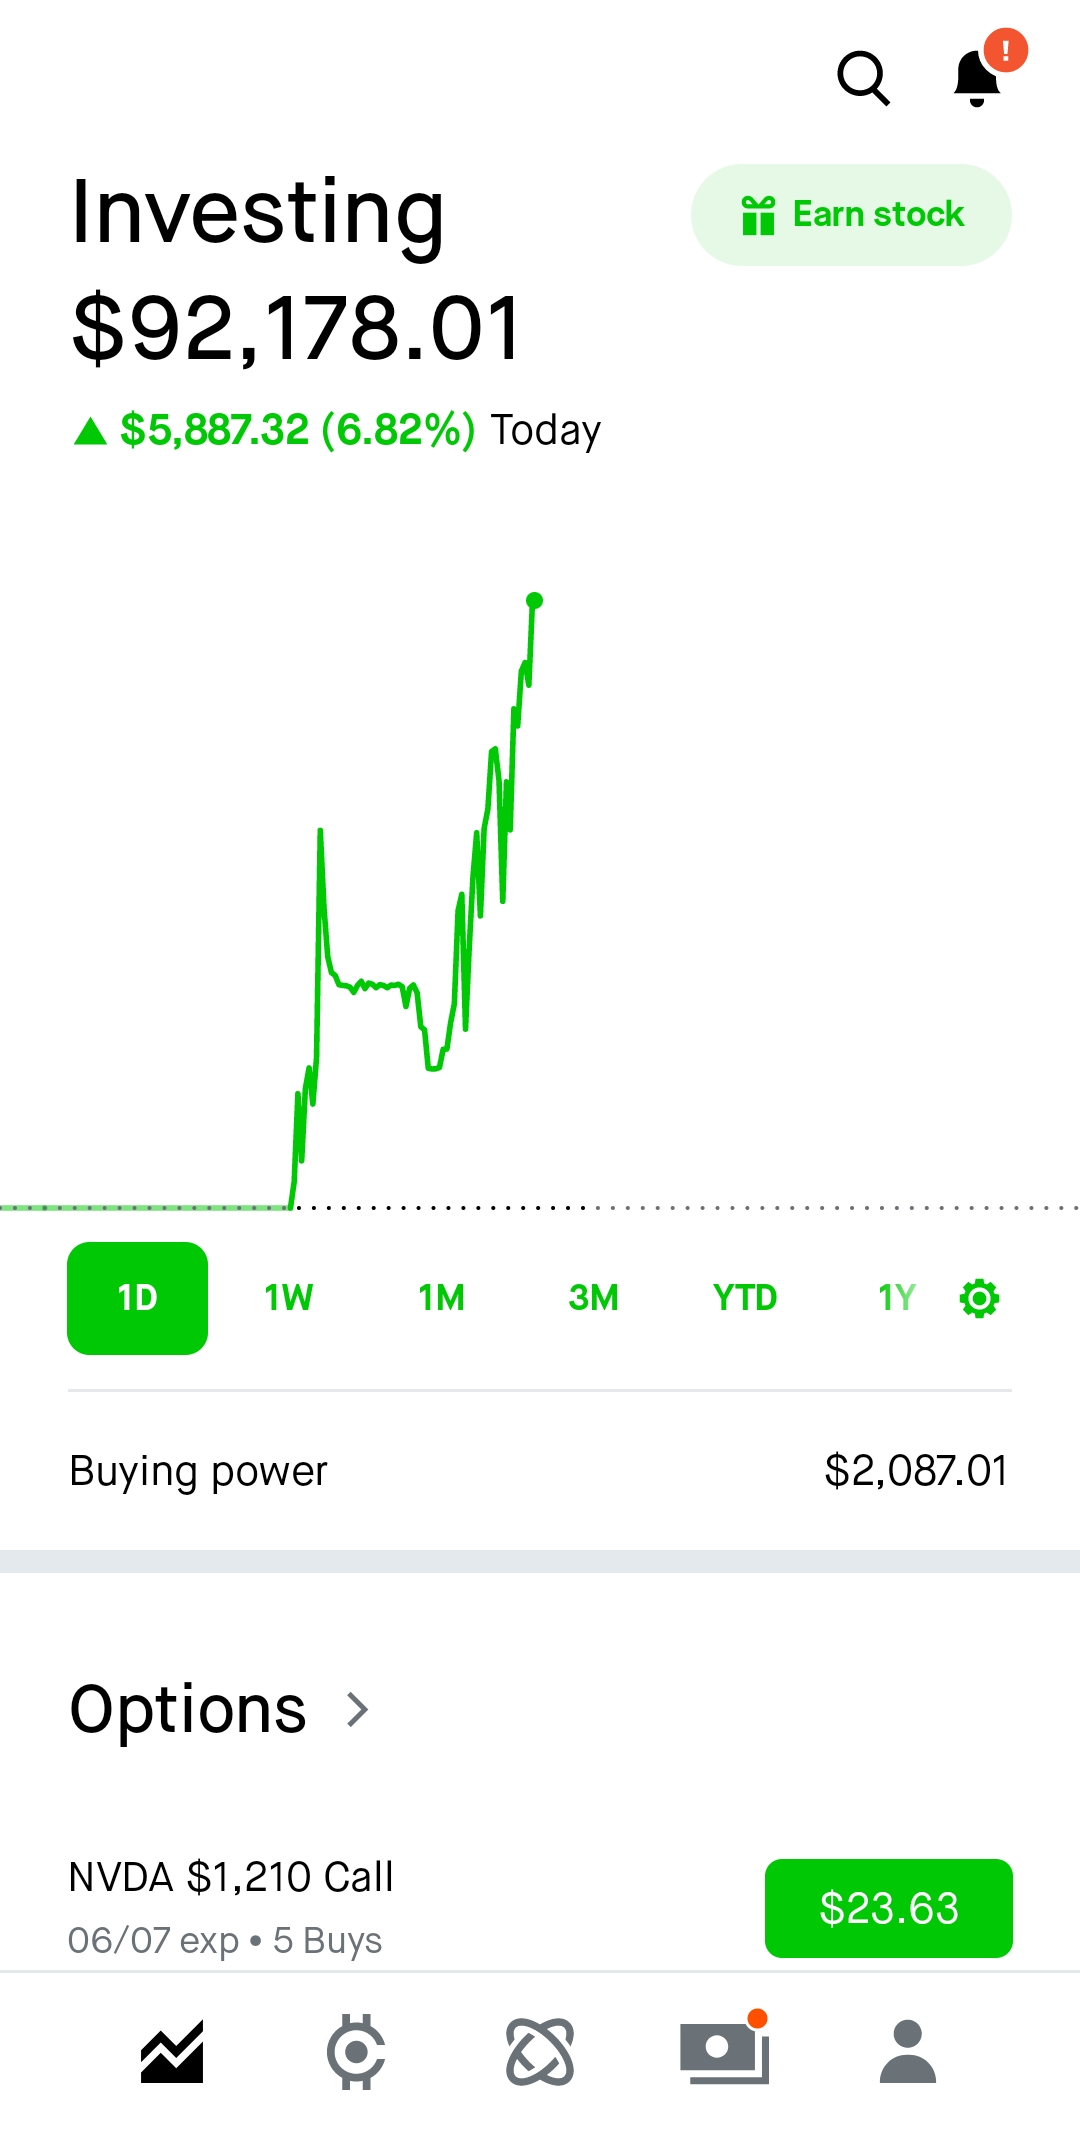 !
Investing
Earn stock
$92,178.01
▲ $5,887.32 (6.82%) Today
1D 1W 1M 3M YTD 1Y
Buying power $2,087.01
Options >
NVDA $1,210 Call
$23.63
06/07 exp • 5 Buys